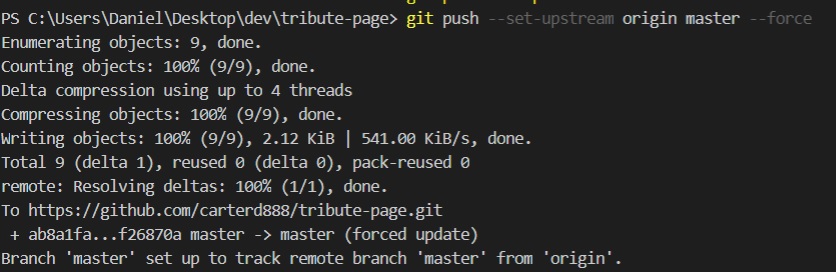 PS C:\Users\Daniel\Desktop\dev\tribute-page> git push --set-upstream origin master --force
Enumerating objects: 9, done.
Counting objects: 100% (9/9), done.
Delta compression using up to 4 threads
Compressing objects: 100% (9/9), done.
Writing objects: 100% (9/9), 2.12 KiB | 541.00 KiB/s, done.
Total 9 (delta 1), reused 0 (delta 0), pack-reused 0
remote: Resolving deltas: 100% (1/1), done.
To https://github.com/carterd888/tribute-page.git
 + ab8a1fa...f26870a master -> master (forced update)
Branch 'master' set up to track remote branch 'master' from 'origin'.